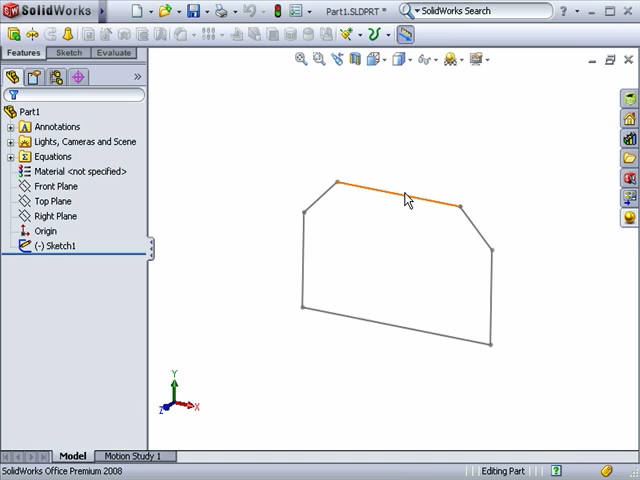 SolidWorks
Part1.SLDPRT *
SolidWorks Search
Features
Sketch
Evaluate
Part1
Annotations
Lights, Cameras and Scene
Equations
Material <not specified>
Front Plane
Top Plane
Right Plane
Origin
(-) Sketch1
Y
Z
X
Model
Motion Study 1
SolidWorks Office Premium 2008
Editing Part